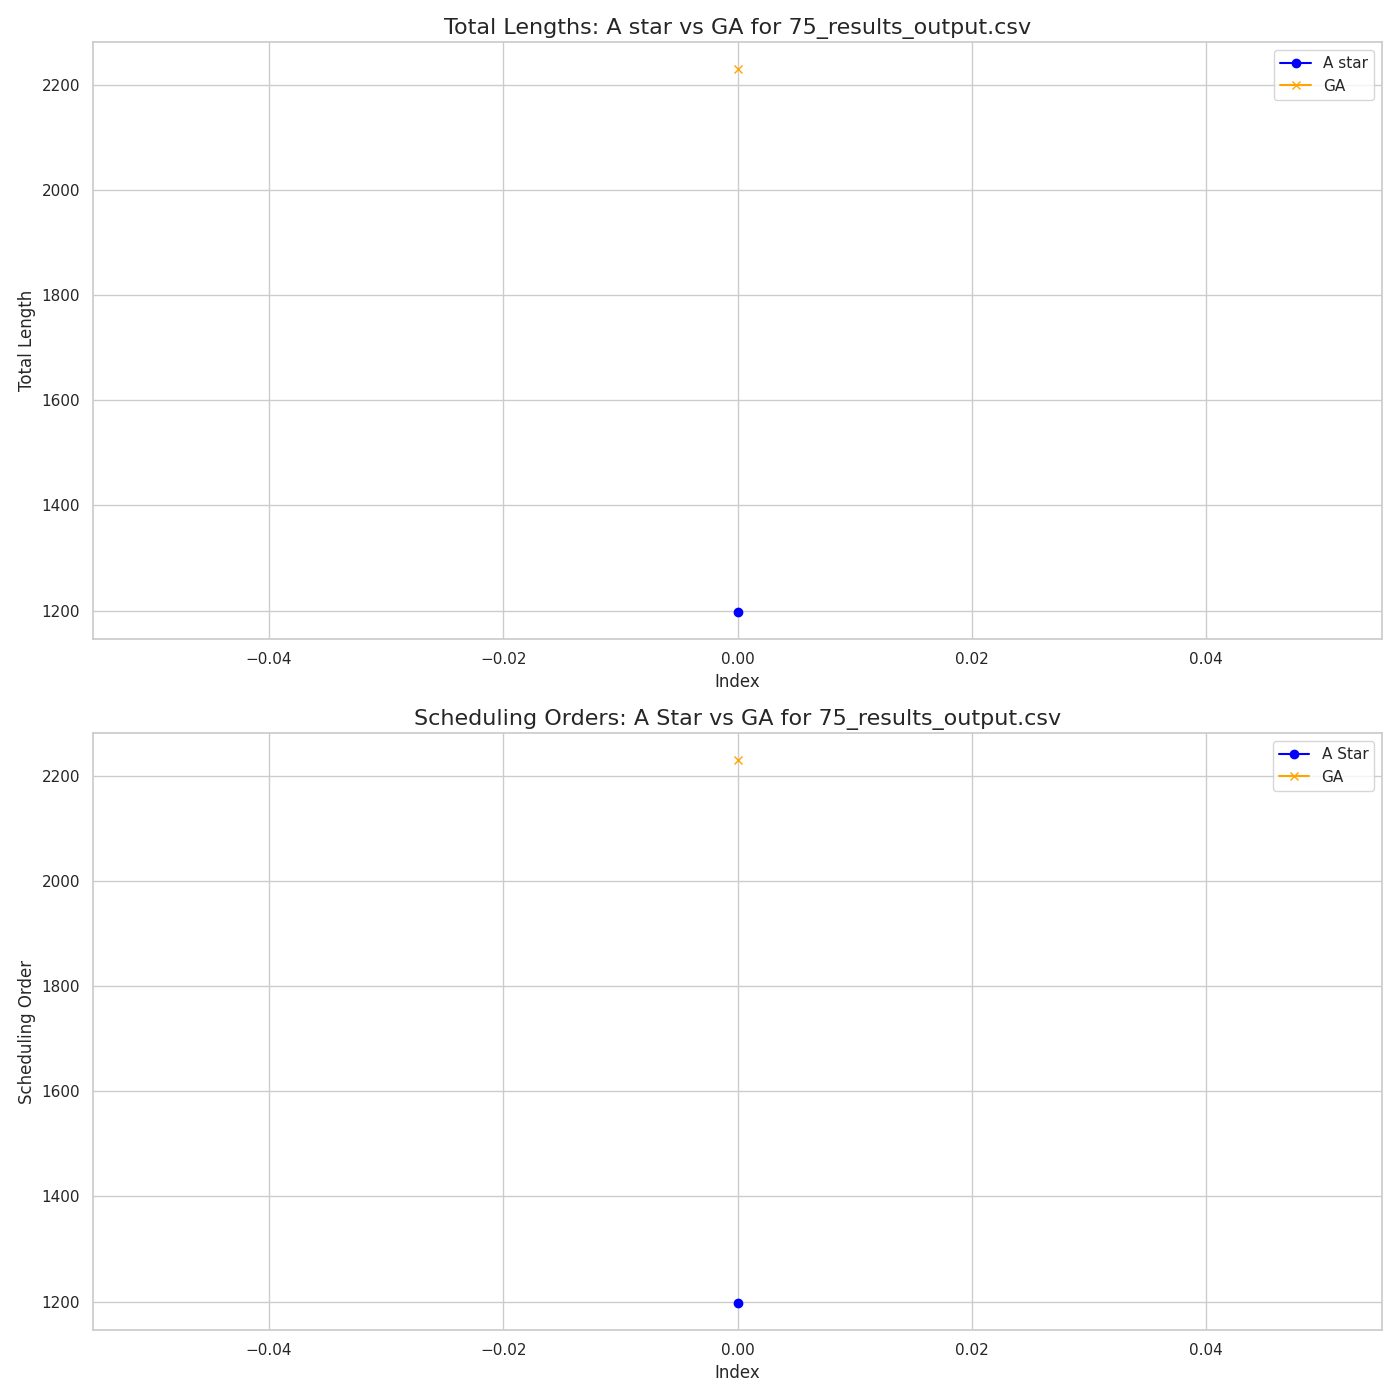 Total Lengths: A star vs GA for 75_results_output.csv
A star
GA
2200
2000
1800
1600
1400
1200
Total Length
−0.04
−0.02
0.00
0.02
0.04
Index
Scheduling Orders: A Star vs GA for 75_results_output.csv
A Star
GA
2200
2000
1800
1600
1400
1200
Scheduling Order
−0.04
−0.02
0.00
0.02
0.04
Index